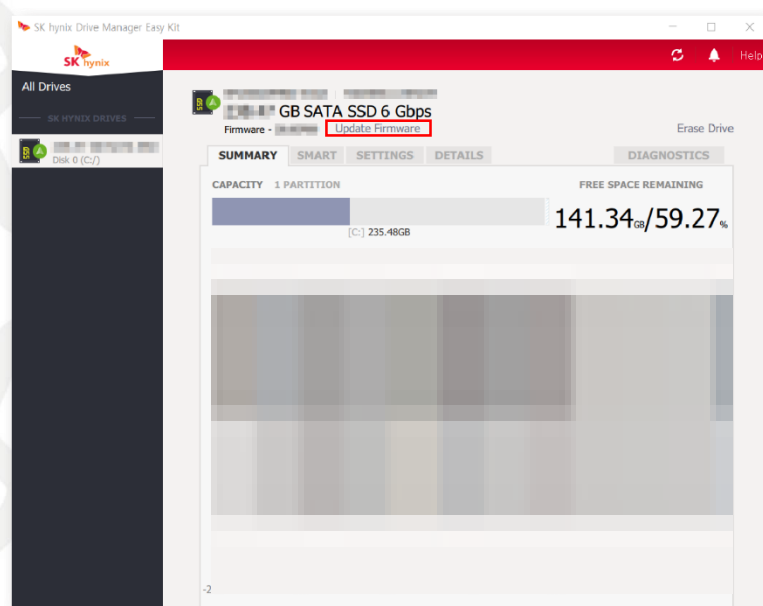 SK hynix Drive Manager Easy Kit
SK hynix
Help
All Drives
SK HYNIX DRIVES
Disk 0 (C:/)
SSD
GB SATA SSD 6 Gbps
Firmware -
Update Firmware
Erase Drive
SUMMARY SMART SETTINGS DETAILS DIAGNOSTICS
CAPACITY 1 PARTITION
FREE SPACE REMAINING
141.34GB/59.27%
[C:] 235.48GB
-2